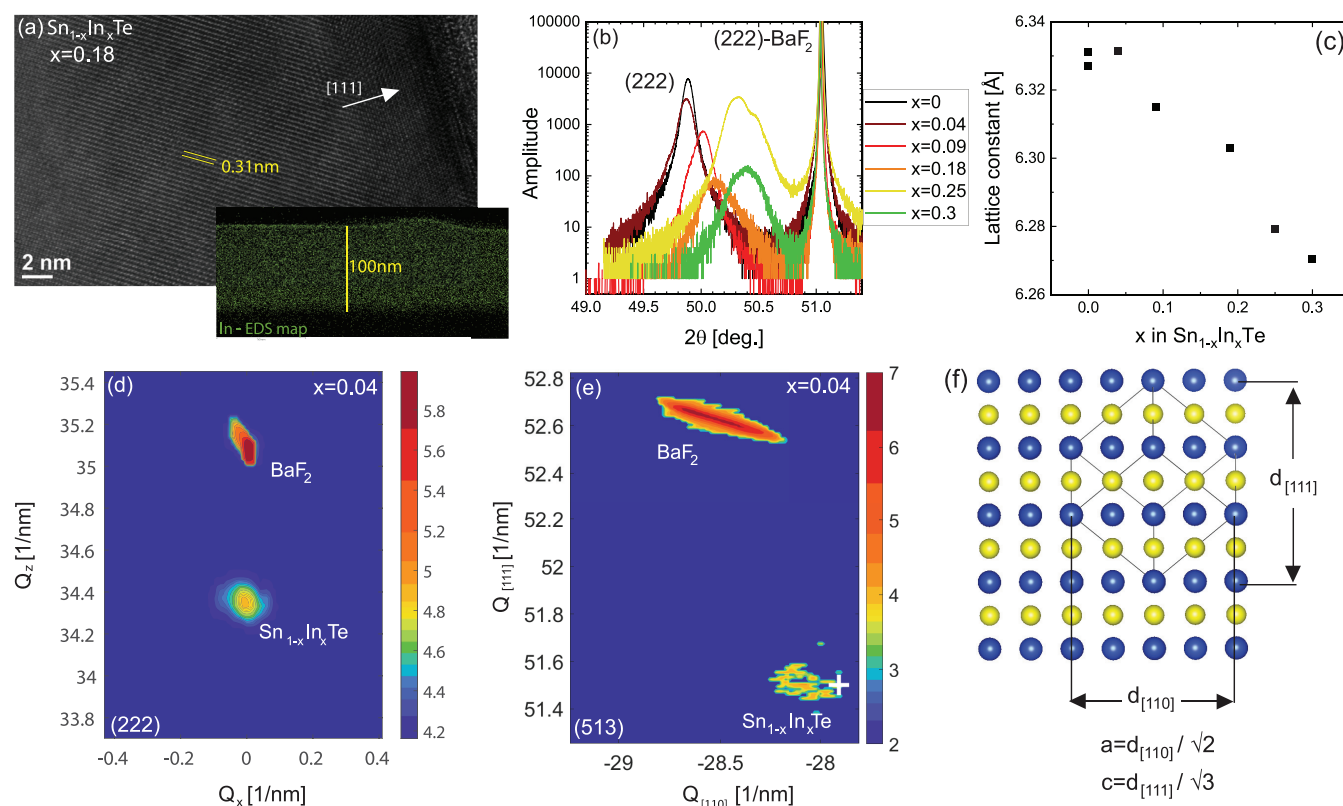 (a) Sn₁₋ₓInₓTe
x=0.18
[111]
0.31nm
2 nm
100nm
In - EDS map
(b)
(222)-BaF₂
(222)
Amplitude
100000
10000
1000
100
10
1
49.0
49.5
50.0
50.5
51.0
2θ [deg.]
x=0
x=0.04
x=0.09
x=0.18
x=0.25
x=0.3
(c)
Lattice constant [Å]
6.34
6.33
6.32
6.30
6.28
6.26
0.0
0.1
0.2
0.3
x in Sn₁₋ₓInₓTe
(d)
x=0.04
Q_z [1/nm]
35.4
35.2
35
34.8
34.6
34.4
34.2
34
33.8
BaF₂
Sn₁₋ₓInₓTe
(222)
-0.4
-0.2
0
0.2
0.4
Qₓ [1/nm]
5.8
5.6
5.4
5.2
5
4.8
4.6
4.4
4.2
(e)
x=0.04
Q[111] [1/nm]
52.8
52.6
52.4
52.2
52
51.8
51.6
51.4
BaF₂
Sn₁₋ₓInₓTe
(513)
-29
-28.5
-28
Q[110] [1/nm]
7
6
5
4
3
2
(f)
d[111]
d[110]
a=d[110]/ √2
c=d[111]/ √3